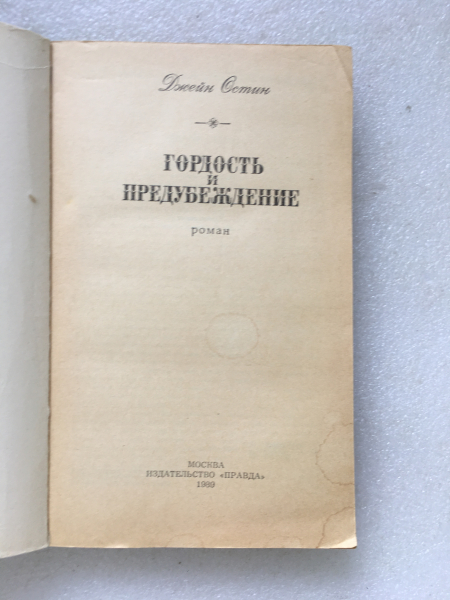 Джейн Остин
ГОРДОСТЬ
И
ПРЕДУБЕЖДЕНИЕ
роман
МОСКВА
ИЗДАТЕЛЬСТВО «ПРАВДА»
1989